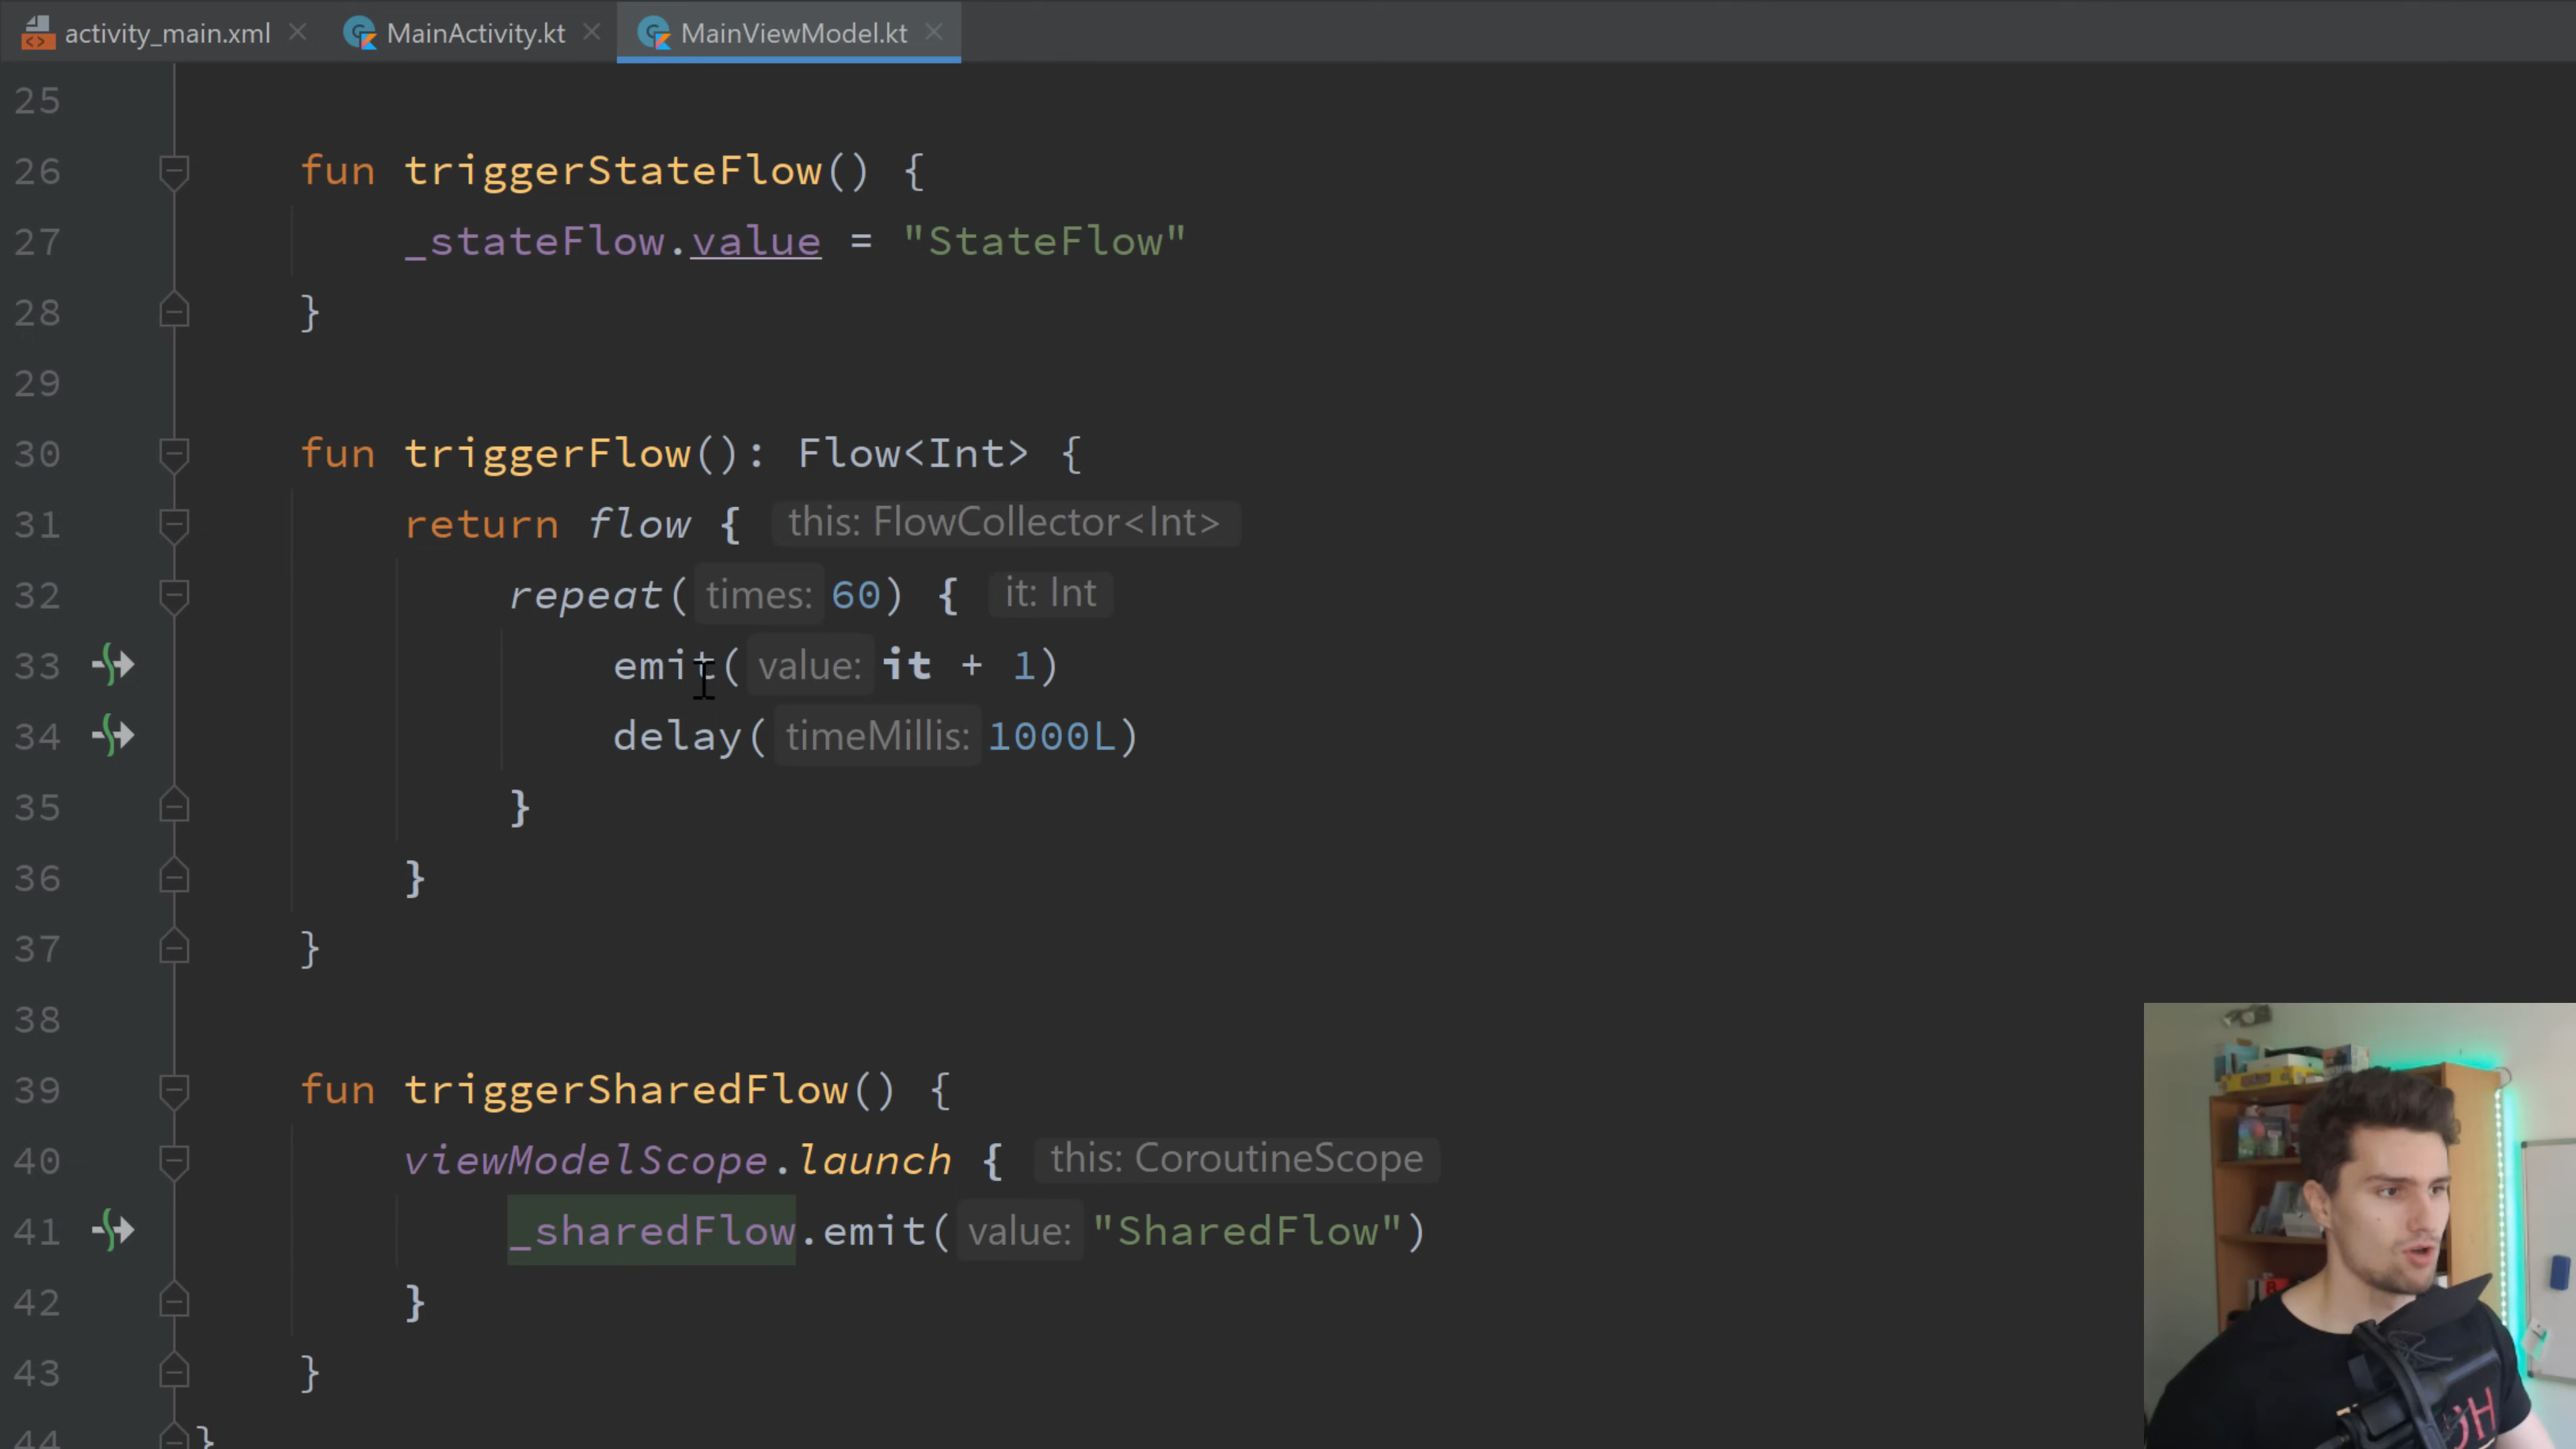 activity_main.xml MainActivity.kt MainViewModel.kt
25
26 fun triggerStateFlow() {
27 _stateFlow.value = "StateFlow"
28 }
29
30 fun triggerFlow(): Flow<Int> {
31 return flow { this: FlowCollector<Int>
32 repeat( times: 60) { it: Int
33 emit( value: it + 1)
34 delay( timeMillis: 1000L)
35 }
36 }
37 }
38
39 fun triggerSharedFlow() {
40 viewModelScope.launch { this: CoroutineScope
41 _sharedFlow.emit( value: "SharedFlow")
42 }
43 }
44 }